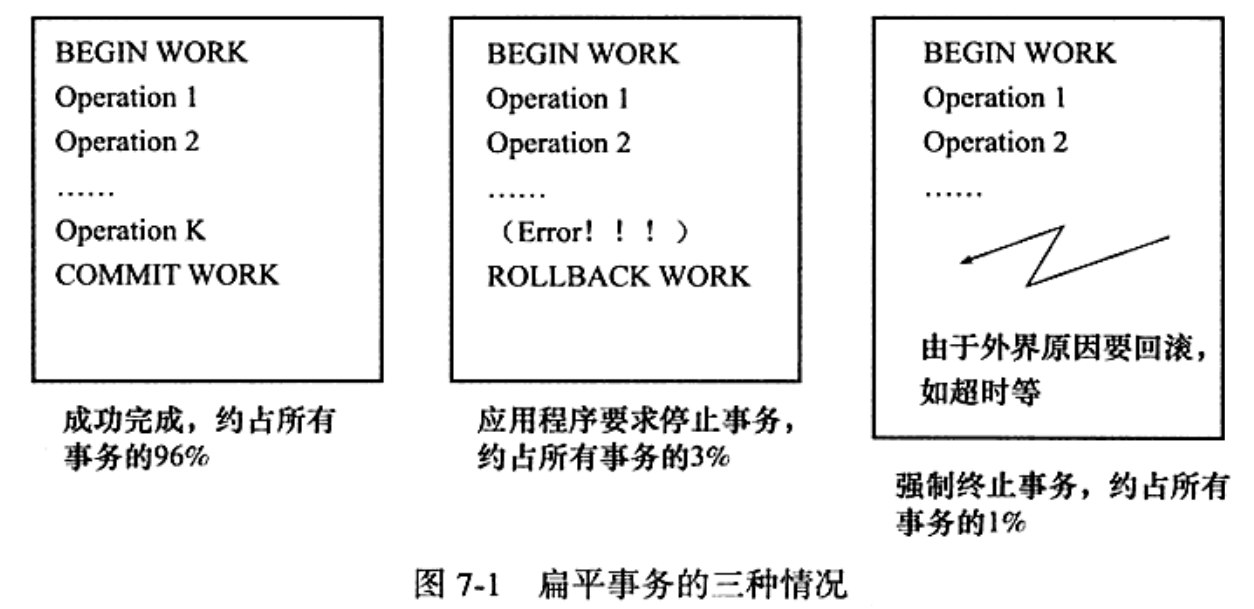 BEGIN WORK
Operation 1
Operation 2
……
Operation K
COMMIT WORK
成功完成，约占所有
事务的96%
BEGIN WORK
Operation 1
Operation 2
……
（Error！！！）
ROLLBACK WORK
应用程序要求停止事务，
约占所有事务的3%
BEGIN WORK
Operation 1
Operation 2
……
由于外界原因要回滚，
如超时等
强制终止事务，约占所有
事务的1%
图 7-1 扁平事务的三种情况